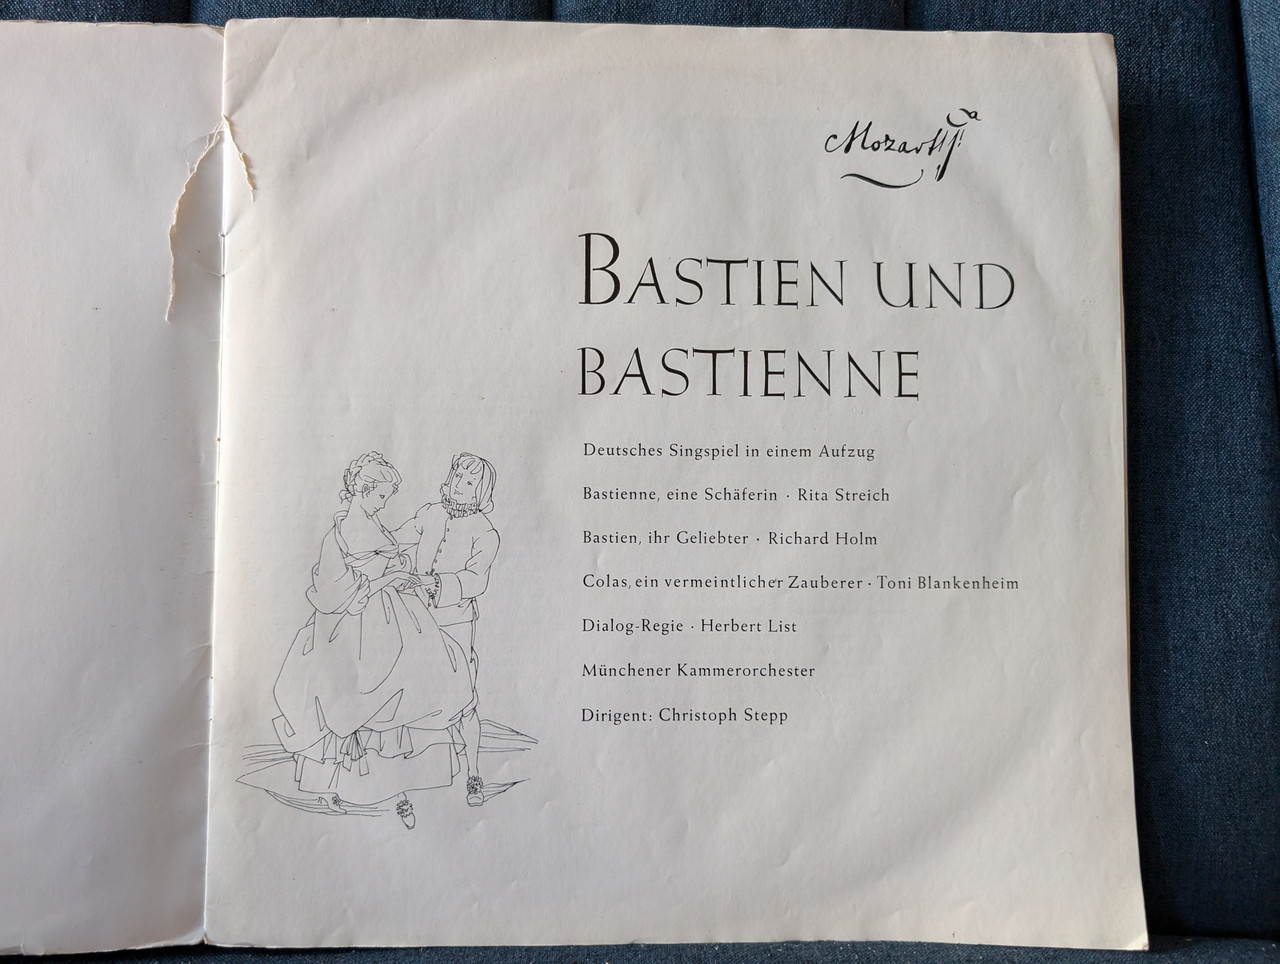 Mozart
BASTIEN UND
BASTIENNE
Deutsches Singspiel in einem Aufzug
Bastienne, eine Schäferin · Rita Streich
Bastien, ihr Geliebter · Richard Holm
Colas, ein vermeintlicher Zauberer · Toni Blankenheim
Dialog-Regie · Herbert List
Münchener Kammerorchester
Dirigent: Christoph Stepp